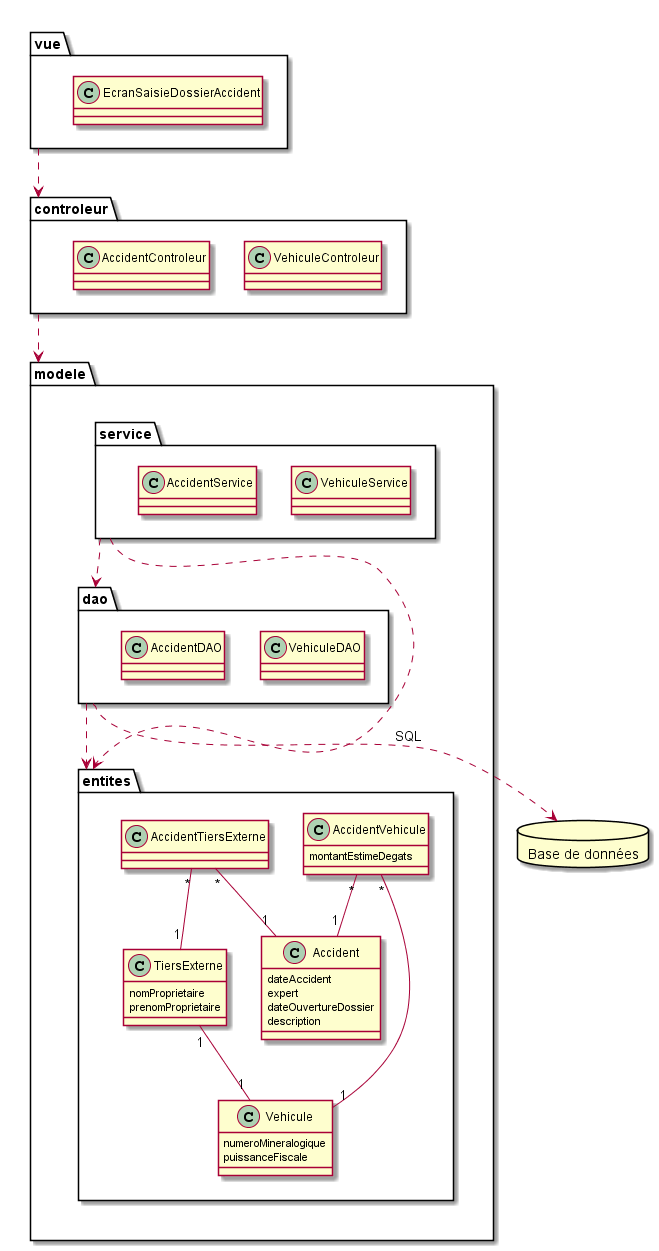 vue
C EcranSaisieDossierAccident
controleur
C AccidentControleur
C VehiculeControleur
modele
service
C AccidentService
C VehiculeService
dao
C AccidentDAO
C VehiculeDAO
SQL
entites
C AccidentTiersExterne
C AccidentVehicule
montantEstimeDegats
Base de données
* * * *
1 1 1
C TiersExterne
nomProprietaire
prenomProprietaire
C Accident
dateAccident
expert
dateOuvertureDossier
description
1
1 1
C Vehicule
numeroMineralogique
puissanceFiscale